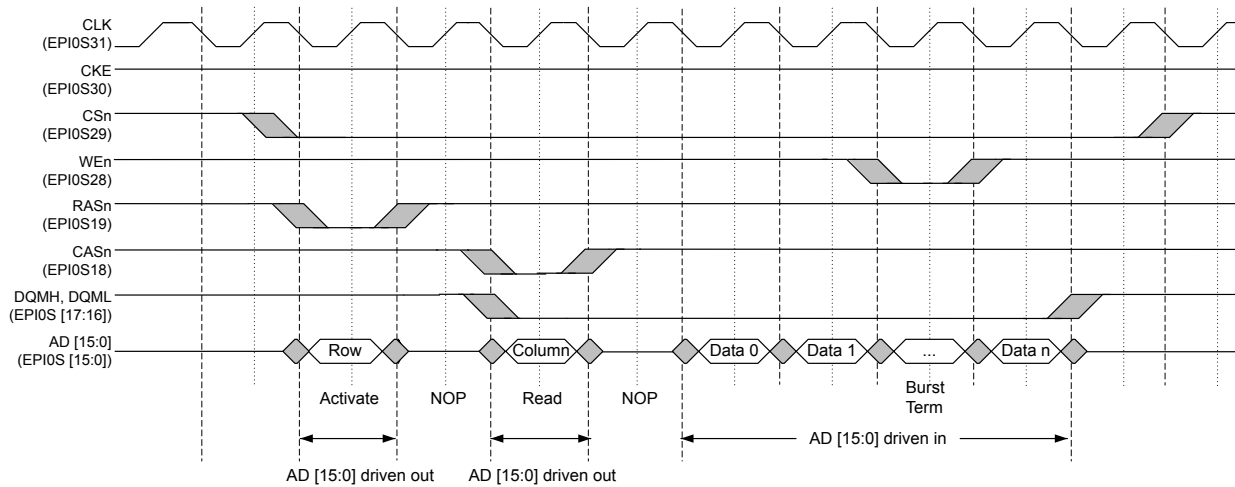 CLK
(EPI0S31)
CKE
(EPI0S30)
CSn
(EPI0S29)
WEn
(EPI0S28)
RASn
(EPI0S19)
CASn
(EPI0S18)
DQMH, DQML
(EPI0S [17:16])
AD [15:0]
(EPI0S [15:0])
Row
Column
Data 0
Data 1
...
Data n
Activate
NOP
Read
NOP
Burst
Term
AD [15:0] driven in
AD [15:0] driven out
AD [15:0] driven out